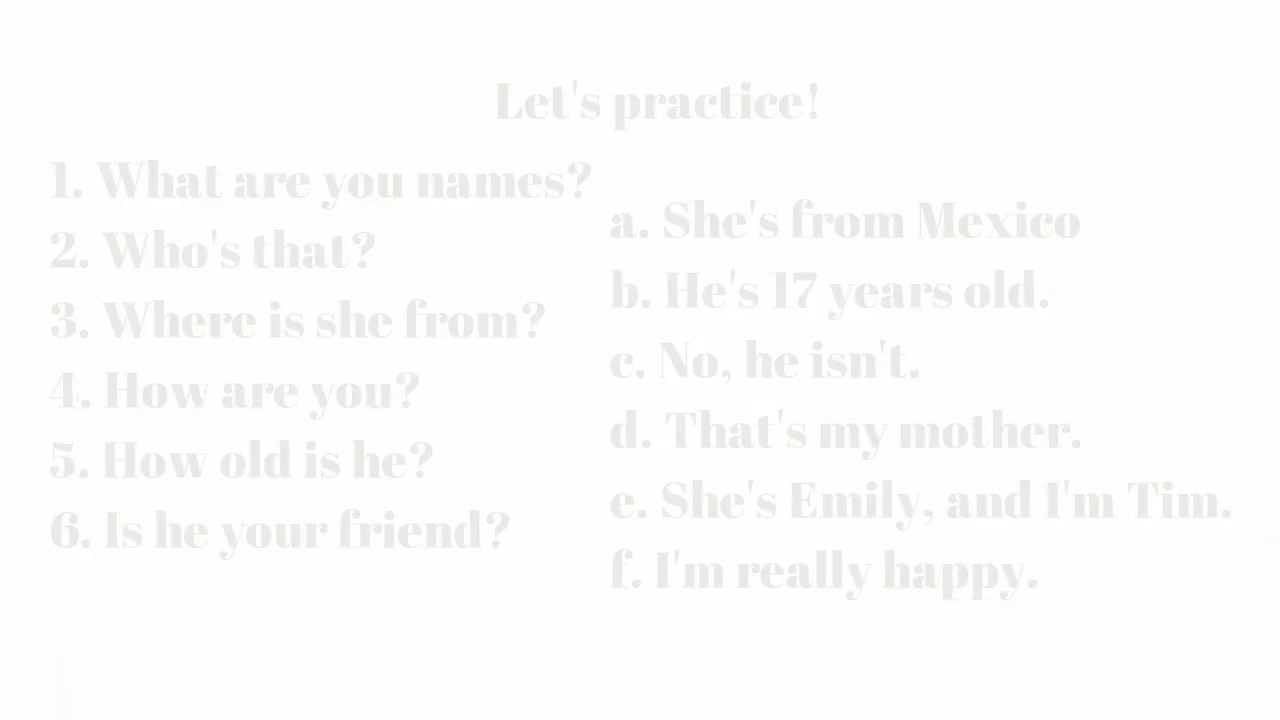 Let's practice!
1. What are you names?
2. Who's that?
3. Where is she from?
4. How are you?
5. How old is he?
6. Is he your friend?
a. She's from Mexico
b. He's 17 years old.
c. No, he isn't.
d. That's my mother.
e. She's Emily, and I'm Tim.
f. I'm really happy.